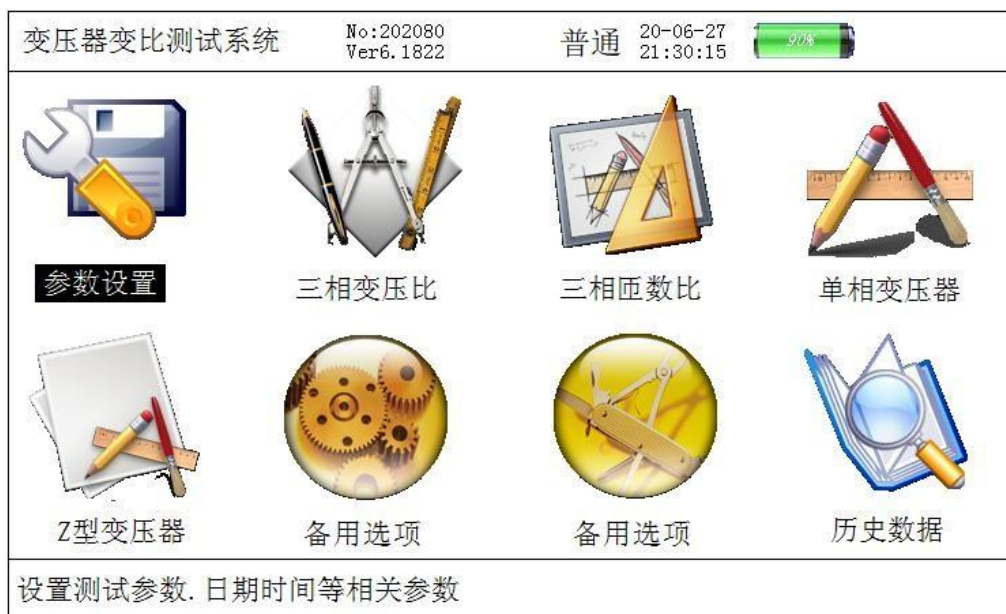 变压器变比测试系统
No:202080
Ver6.1822
普通
20-06-27
21:30:15
90%
参数设置
三相变压比
三相匝数比
单相变压器
Z型变压器
备用选项
备用选项
历史数据
设置测试参数.日期时间等相关参数